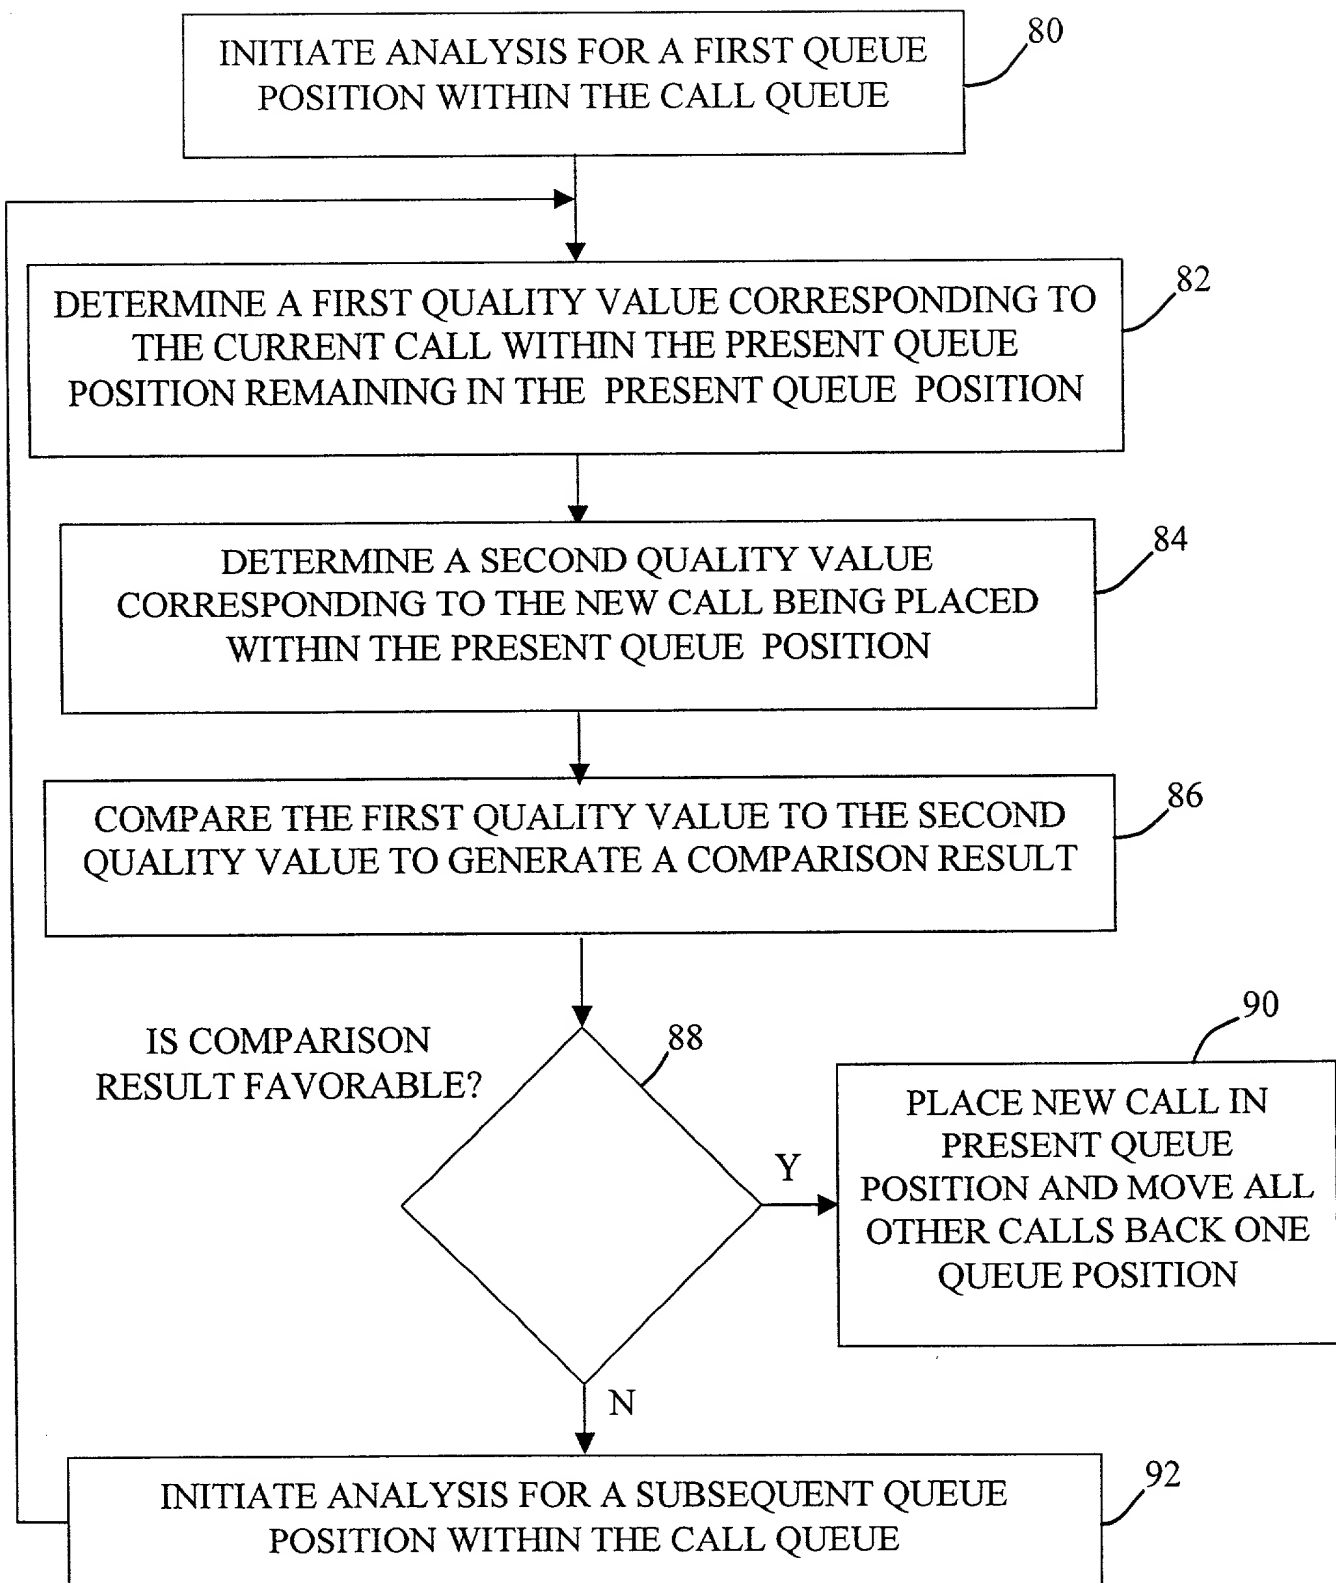 80
INITIATE ANALYSIS FOR A FIRST QUEUE
POSITION WITHIN THE CALL QUEUE
82
DETERMINE A FIRST QUALITY VALUE CORRESPONDING TO
THE CURRENT CALL WITHIN THE PRESENT QUEUE
POSITION REMAINING IN THE PRESENT QUEUE POSITION
84
DETERMINE A SECOND QUALITY VALUE
CORRESPONDING TO THE NEW CALL BEING PLACED
WITHIN THE PRESENT QUEUE POSITION
86
COMPARE THE FIRST QUALITY VALUE TO THE SECOND
QUALITY VALUE TO GENERATE A COMPARISON RESULT
IS COMPARISON
RESULT FAVORABLE?
88
Y
90
PLACE NEW CALL IN
PRESENT QUEUE
POSITION AND MOVE ALL
OTHER CALLS BACK ONE
QUEUE POSITION
N
92
INITIATE ANALYSIS FOR A SUBSEQUENT QUEUE
POSITION WITHIN THE CALL QUEUE